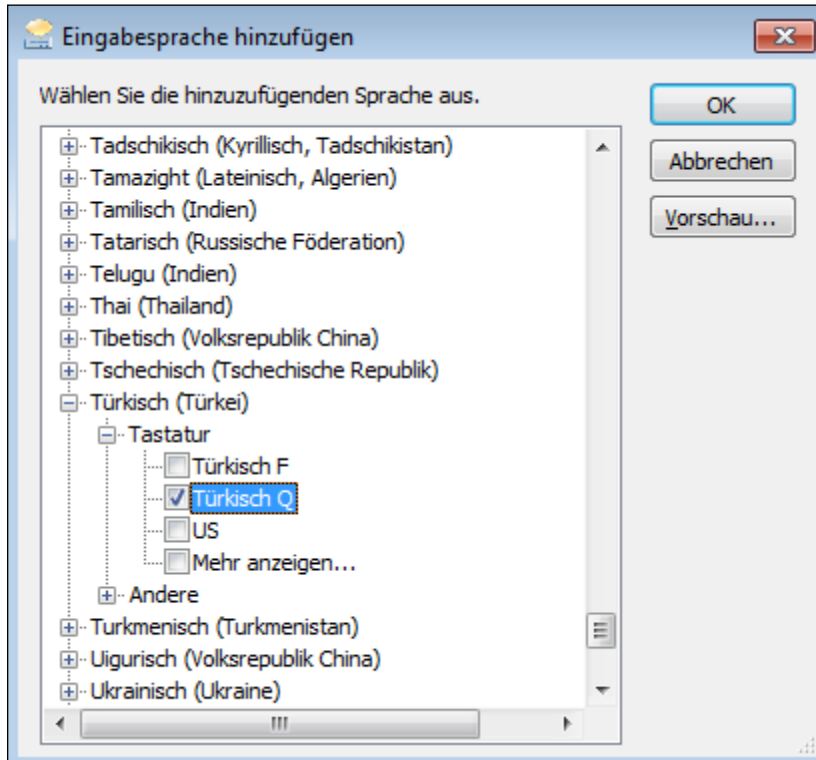 Eingabesprache hinzufügen
Wählen Sie die hinzuzufügenden Sprache aus.
OK
Abbrechen
Vorschau...
Tadschikisch (Kyrillisch, Tadschikistan)
Tamazight (Lateinisch, Algerien)
Tamilisch (Indien)
Tatarisch (Russische Föderation)
Telugu (Indien)
Thai (Thailand)
Tibetisch (Volksrepublik China)
Tschechisch (Tschechische Republik)
Türkisch (Türkei)
Tastatur
Türkisch F
Türkisch Q
US
Mehr anzeigen...
Andere
Turkmenisch (Turkmenistan)
Uigurisch (Volksrepublik China)
Ukrainisch (Ukraine)